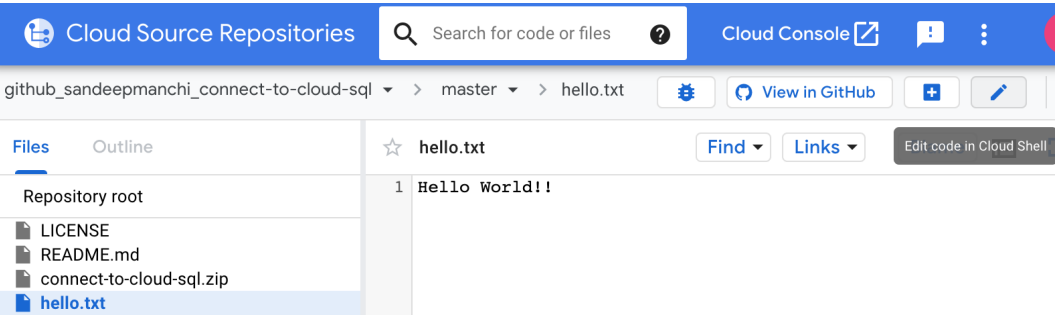 Cloud Source Repositories Search for code or files ? Cloud Console !
github_sandeepmanchi_connect-to-cloud-sql > master > hello.txt View in GitHub
Files Outline
hello.txt Find Links Edit code in Cloud Shell
Repository root
1 Hello World!!
LICENSE
README.md
connect-to-cloud-sql.zip
hello.txt